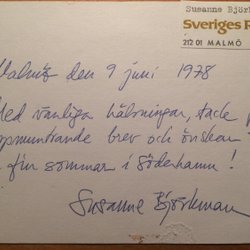 Susanne Björk
Sveriges R
212 01 MALMÖ
Malmö den 9 juni 1978
Med vänliga hälsningar, tack
uppmuntrande brev och önskan
fin sommar i Söderhamn!
Susanne Björkman